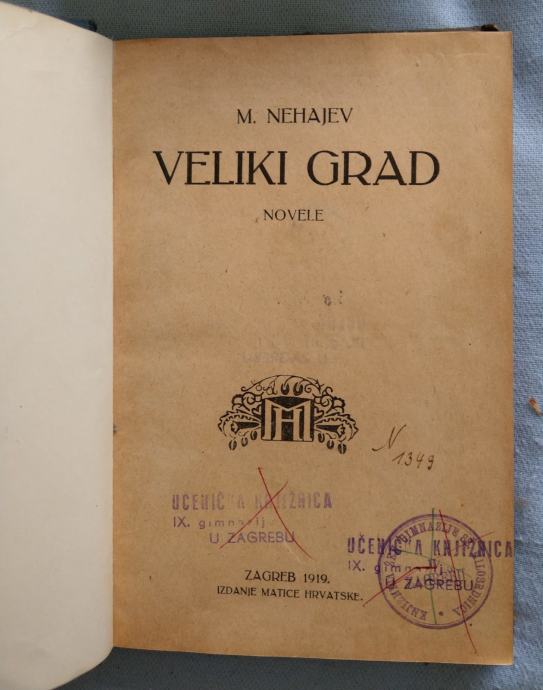 M. NEHAJEV
VELIKI GRAD
NOVELE
MH
N
1349
UČENIČKA KNJIŽNICA
IX. gimnazij
U ZAGREBU
UČENIČKA KNJIŽNICA
IX. gimnazij
U ZAGREBU
ZAGREB 1919.
IZDANJE MATICE HRVATSKE.